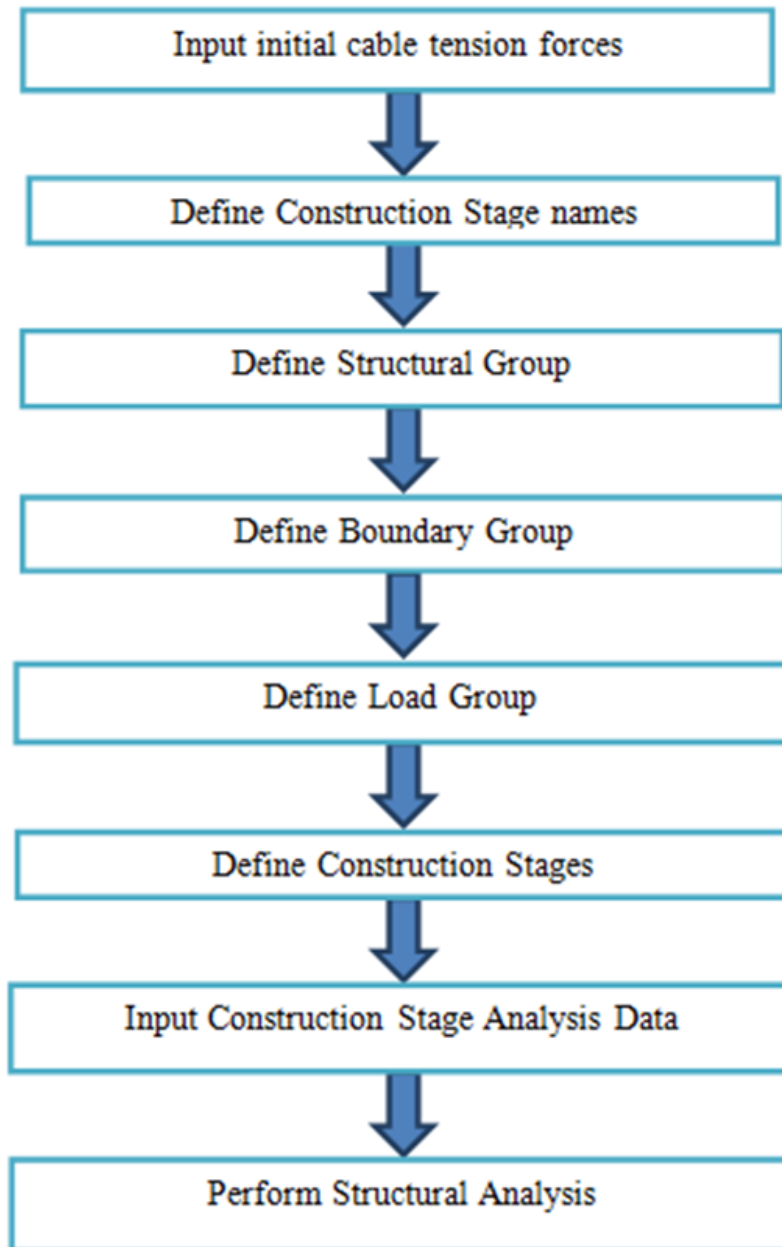 Input initial cable tension forces
Define Construction Stage names
Define Structural Group
Define Boundary Group
Define Load Group
Define Construction Stages
Input Construction Stage Analysis Data
Perform Structural Analysis